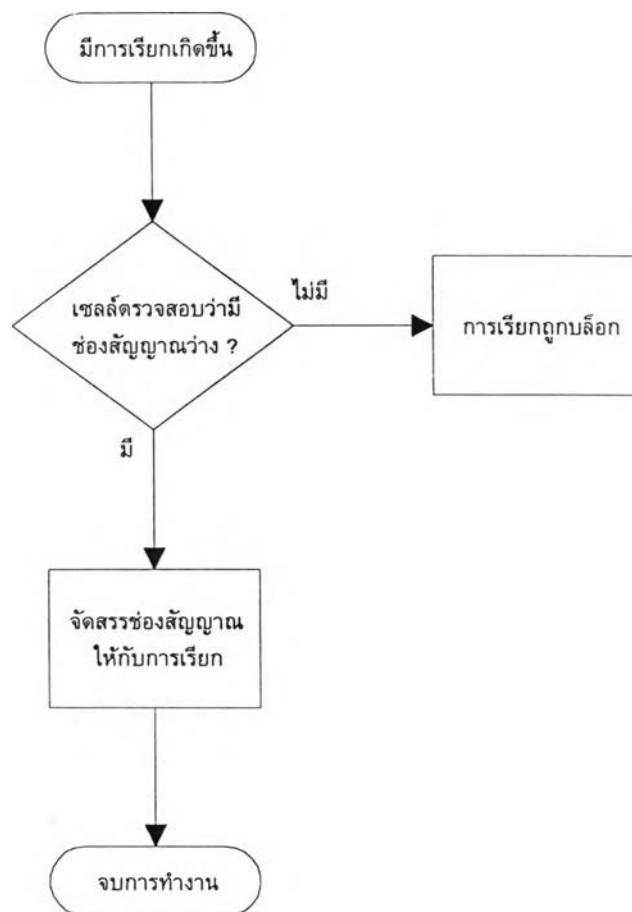 มีการเรียกเกิดขึ้น
เซลล์ตรวจสอบว่ามี
ช่องสัญญาณว่าง ?
ไม่มี
การเรียกถูกบล็อก
มี
จัดสรรช่องสัญญาณ
ให้กับการเรียก
จบการทำงาน